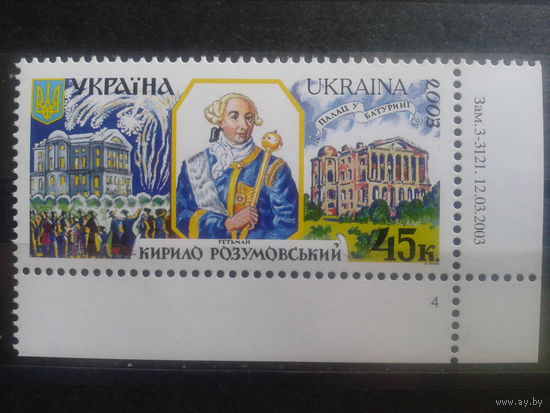 УКРАЇНА
UKRAINA
2003
ПАЛАЦ У
БАТУРИНІ
ГЕТЬМАН
КИРИЛО РОЗУМОВСЬКИЙ
45к.
Зам.3-3121. 12.03.2003
4
www.ay.by